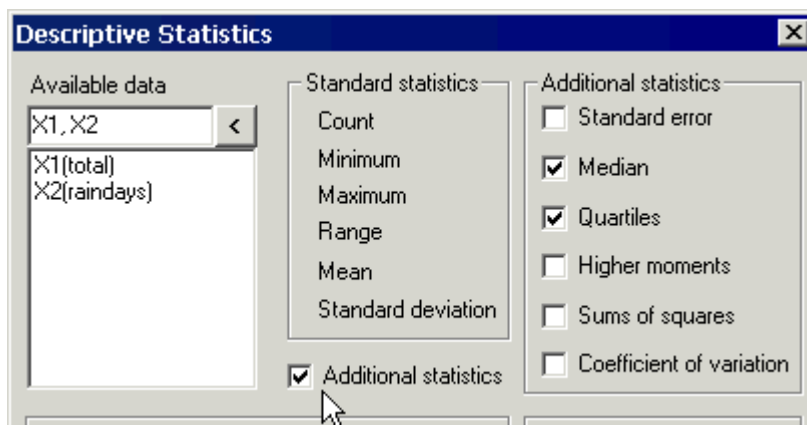 Descriptive Statistics
Available data
X1, X2
<
X1(total)
X2(raindays)
Standard statistics
Count
Minimum
Maximum
Range
Mean
Standard deviation
Additional statistics
Additional statistics
Standard error
Median
Quartiles
Higher moments
Sums of squares
Coefficient of variation